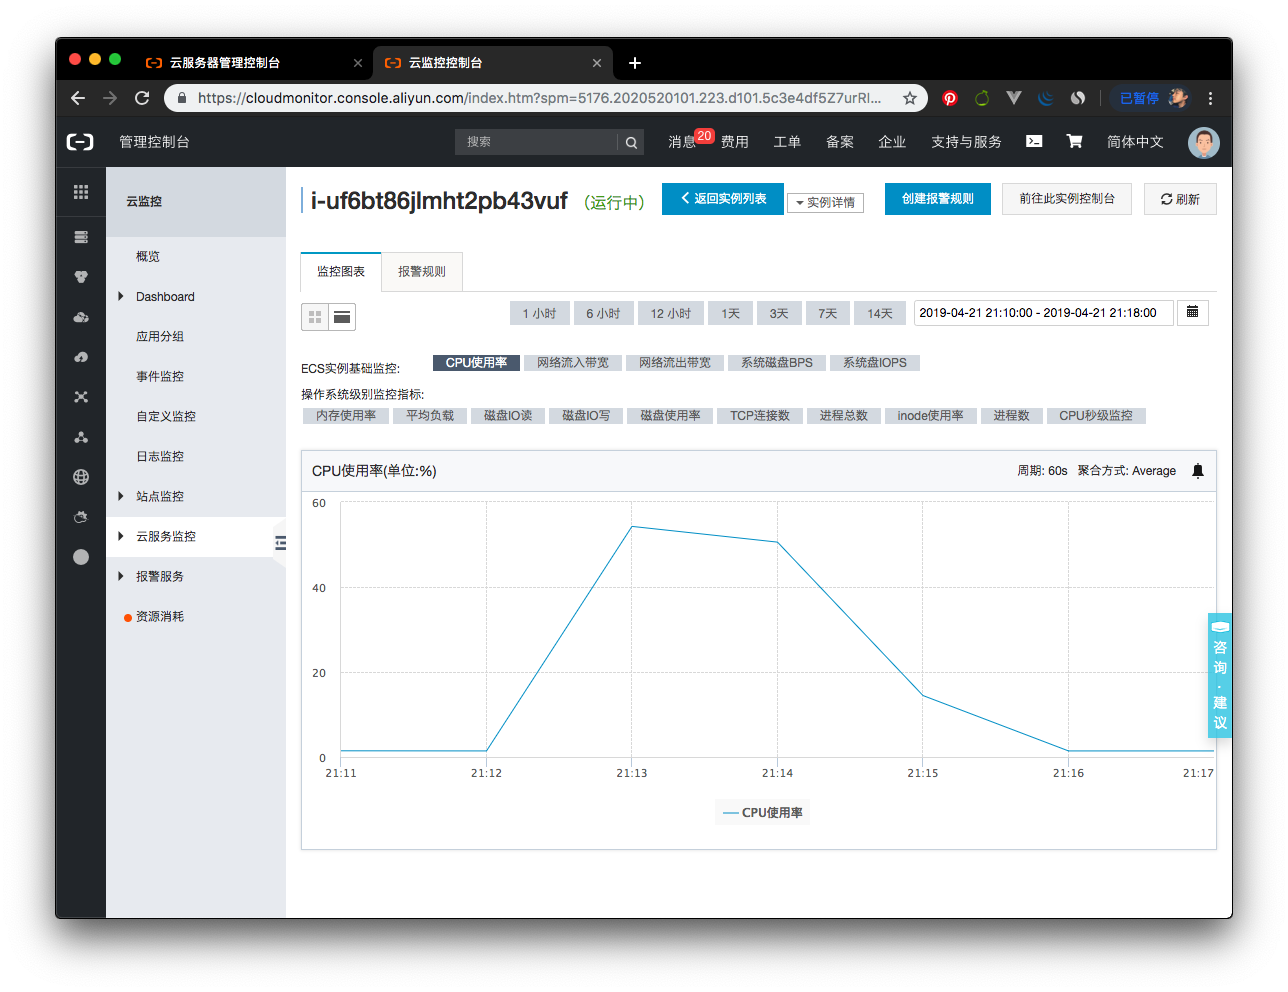 云服务器管理控制台
云监控控制台
https://cloudmonitor.console.aliyun.com/index.htm?spm=5176.2020520101.223.d101.5c3e4df5Z7urRl...
已暂停
管理控制台
搜索
消息 20 费用 工单 备案 企业 支持与服务 简体中文
云监控
概览
Dashboard
应用分组
事件监控
自定义监控
日志监控
站点监控
云服务监控
报警服务
资源消耗
i-uf6bt86jlmht2pb43vuf (运行中) 返回实例列表 实例详情 创建报警规则 前往此实例控制台 刷新
监控图表 报警规则
1 小时 6 小时 12 小时 1天 3天 7天 14天 2019-04-21 21:10:00 - 2019-04-21 21:18:00
ECS实例基础监控: CPU使用率 网络流入带宽 网络流出带宽 系统磁盘BPS 系统盘IOPS
操作系统级别监控指标:
内存使用率 平均负载 磁盘IO读 磁盘IO写 磁盘使用率 TCP连接数 进程总数 inode使用率 进程数 CPU秒级监控
CPU使用率(单位:%) 周期: 60s 聚合方式: Average
60
40
20
0
21:11 21:12 21:13 21:14 21:15 21:16 21:17
CPU使用率
咨询·建议